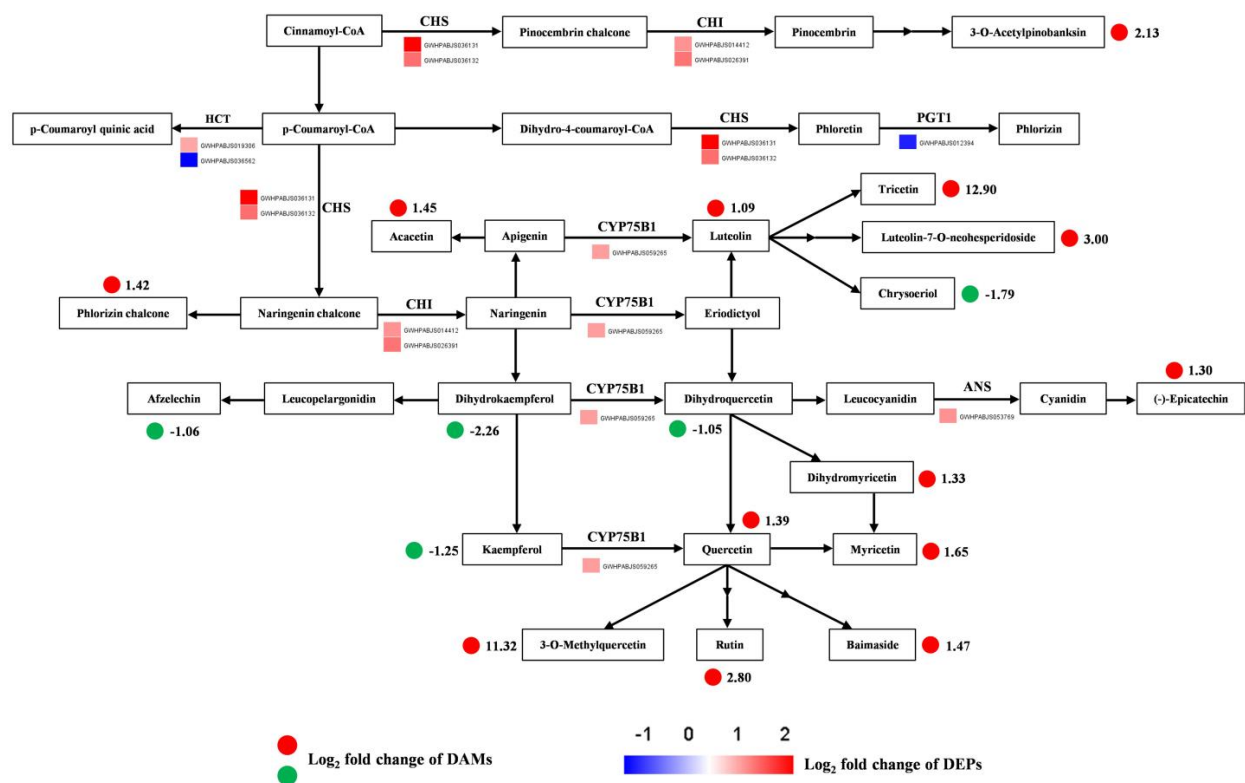 CHS
CHI
Cinnamoyl-CoA
Pinocembrin chalcone
Pinocembrin
3-O-Acetylpinobanksin
2.13
GWHPABJS036131
GWHPABJS036132
GWHPABJS014412
GWHPABJS026391
HCT
CHS
PGT1
p-Coumaroyl quinic acid
p-Coumaroyl-CoA
Dihydro-4-coumaroyl-CoA
Phloretin
Phlorizin
GWHPABJS019306
GWHPABJS036562
GWHPABJS036131
GWHPABJS036132
GWHPABJS012394
GWHPABJS036131
GWHPABJS036132
CHS
Tricetin
12.90
1.45
1.09
CYP75B1
Acacetin
Apigenin
Luteolin
Luteolin-7-O-neohesperidoside
3.00
GWHPABJS059265
Chrysoeriol
-1.79
1.42
CHI
CYP75B1
Phlorizin chalcone
Naringenin chalcone
Naringenin
Eriodictyol
GWHPABJS014412
GWHPABJS026391
GWHPABJS059265
1.30
CYP75B1
ANS
Afzelechin
Leucopelargonidin
Dihydrokaempferol
Dihydroquercetin
Leucocyanidin
Cyanidin
(-)-Epicatechin
GWHPABJS059265
GWHPABJS053769
-1.06
-2.26
-1.05
Dihydromyricetin
1.33
1.39
CYP75B1
-1.25
Kaempferol
Quercetin
Myricetin
1.65
GWHPABJS059265
11.32
3-O-Methylquercetin
Rutin
Baimaside
1.47
2.80
Log2 fold change of DAMs
-1 0 1 2
Log2 fold change of DEPs